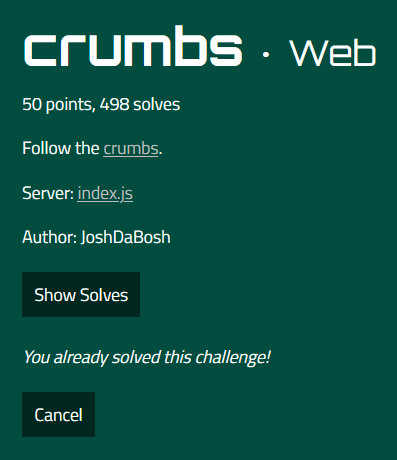 crumbs · Web
50 points, 498 solves
Follow the crumbs.
Server: index.js
Author: JoshDaBosh
Show Solves
You already solved this challenge!
Cancel